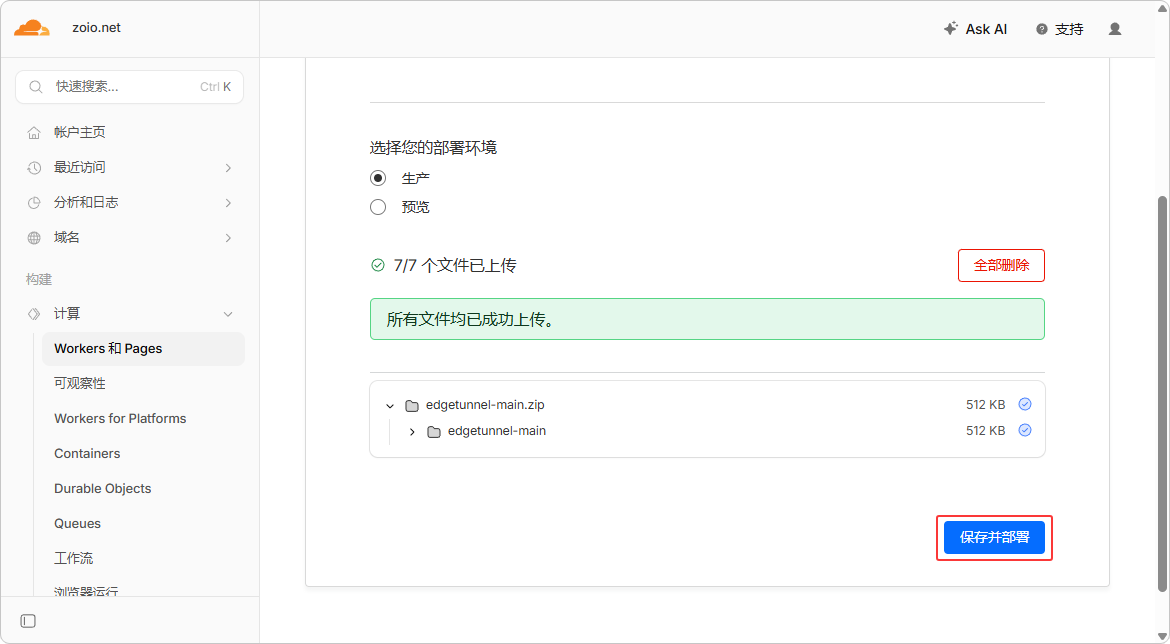 zoio.net
Ask AI
支持
快速搜索...
Ctrl K
帐户主页
最近访问
分析和日志
域名
构建
计算
Workers 和 Pages
可观察性
Workers for Platforms
Containers
Durable Objects
Queues
工作流
浏览器运行
选择您的部署环境
生产
预览
7/7 个文件已上传
全部删除
所有文件均已成功上传。
edgetunnel-main.zip
512 KB
edgetunnel-main
512 KB
保存并部署